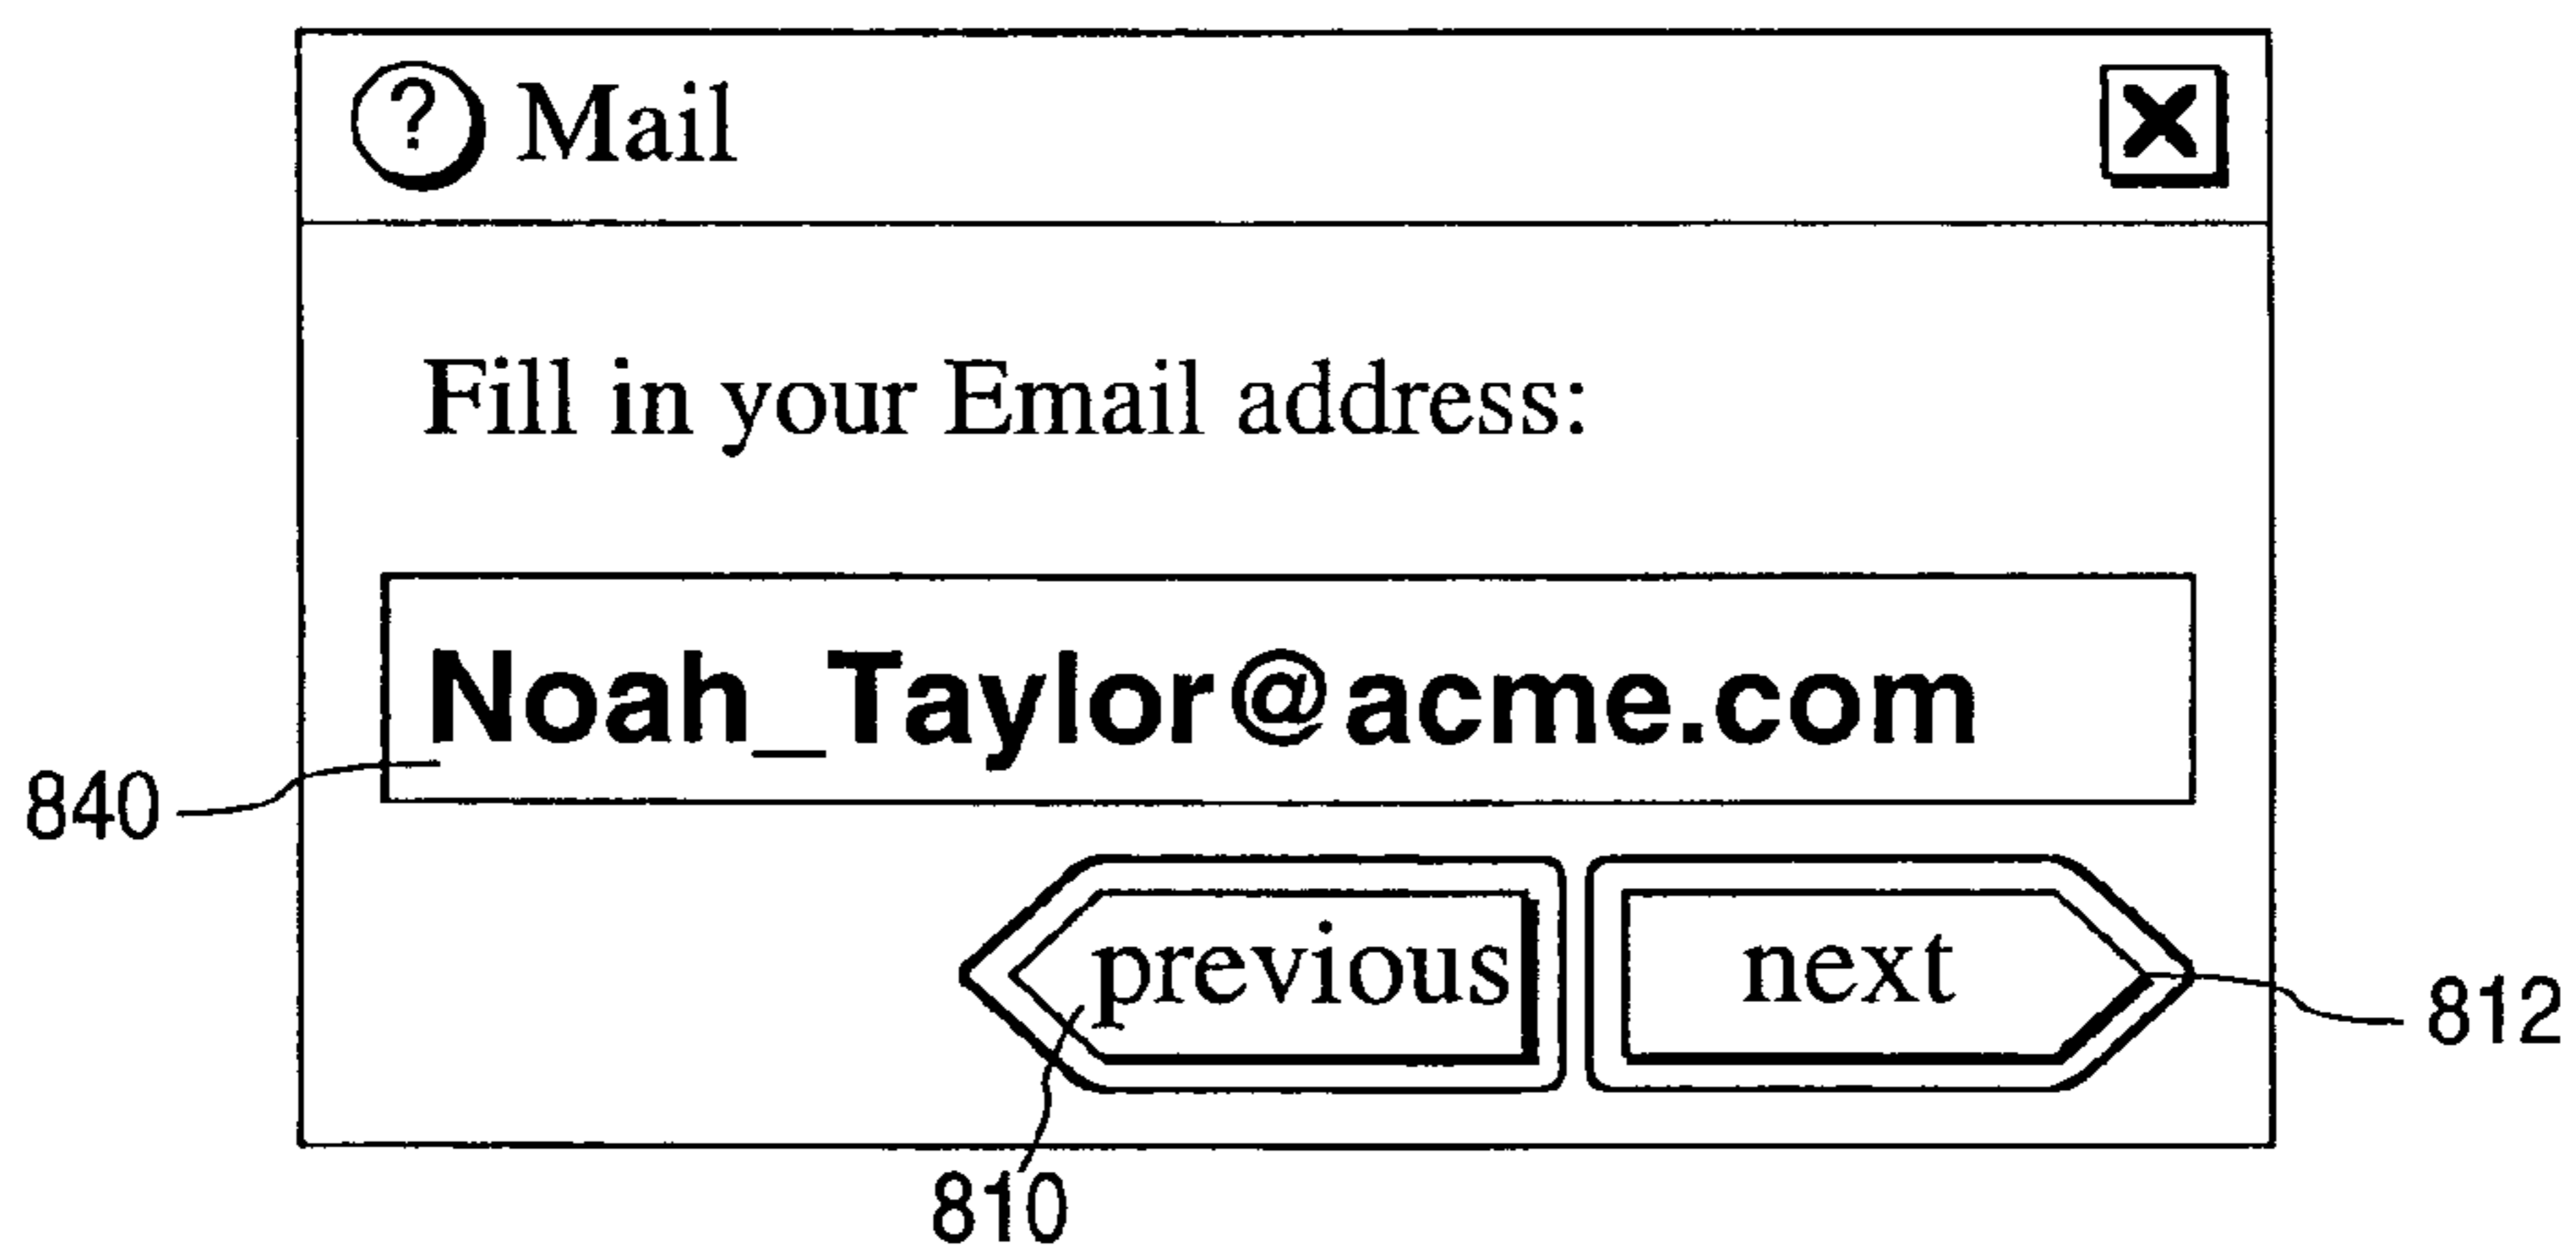 ? Mail X
Fill in your Email address:
Noah_Taylor@acme.com
840
previous next
812
810